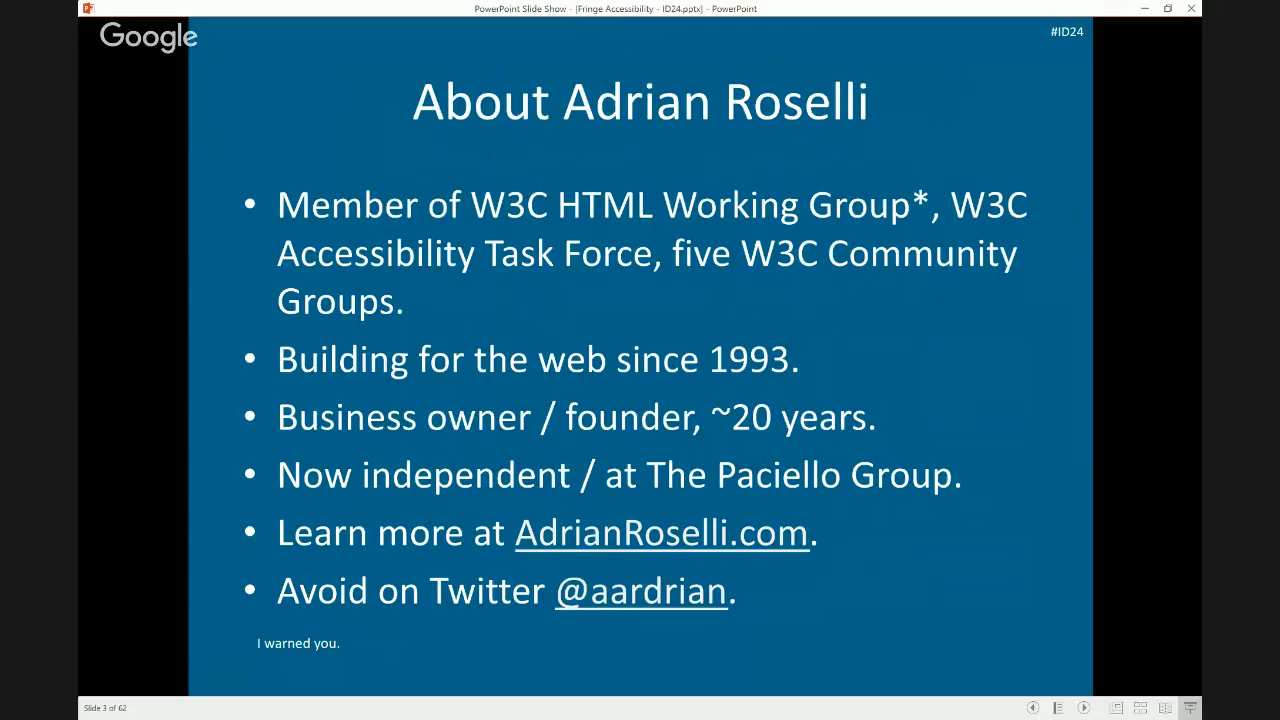 PowerPoint Slide Show - [Fringe Accessibility - ID24.pptx] - PowerPoint
Google
#ID24
About Adrian Roselli
• Member of W3C HTML Working Group*, W3C
Accessibility Task Force, five W3C Community
Groups.
• Building for the web since 1993.
• Business owner / founder, ~20 years.
• Now independent / at The Paciello Group.
• Learn more at AdrianRoselli.com.
• Avoid on Twitter @aardrian.
I warned you.
Slide 3 of 62